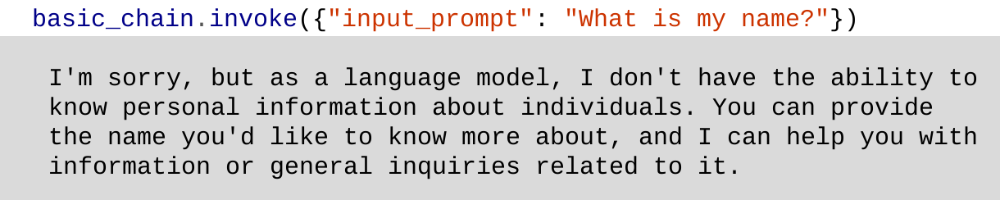 basic_chain.invoke({"input_prompt": "What is my name?"})
I'm sorry, but as a language model, I don't have the ability to
know personal information about individuals. You can provide
the name you'd like to know more about, and I can help you with
information or general inquiries related to it.